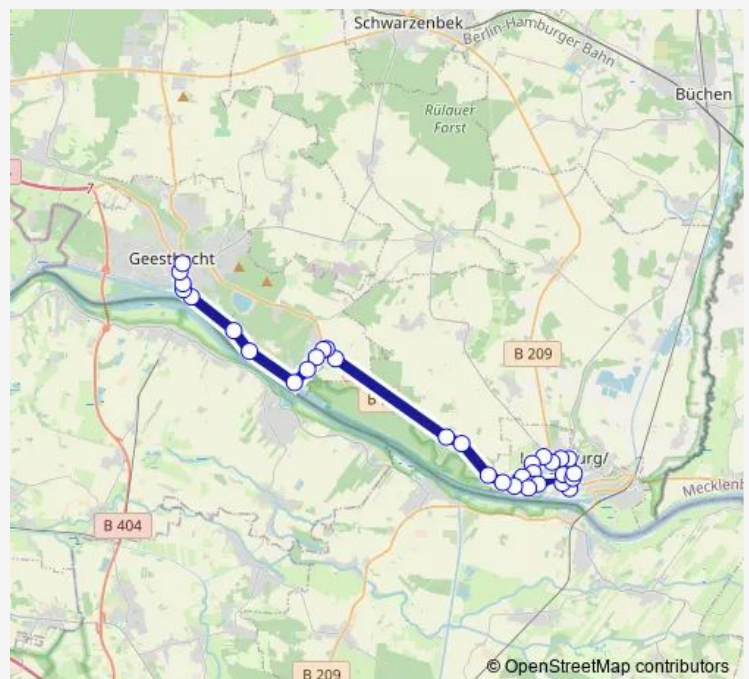 Schwarzenbek
Berlin-Hamburger Bahn
Büchen
Rülauer
Forst
7
Geesthacht
B 209
B
Mecklenb
B 404
B 209
© OpenStreetMap contributors